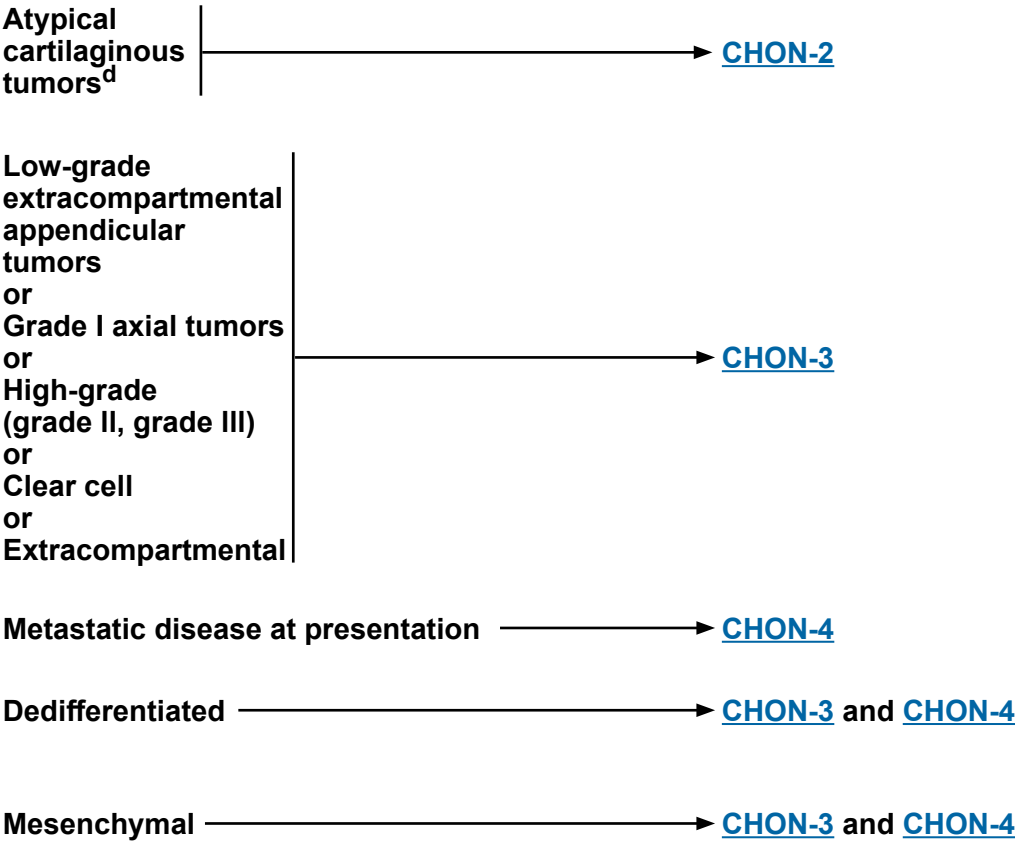 Atypical
cartilaginous
tumorsd
CHON-2
Low-grade
extracompartmental
appendicular
tumors
or
Grade I axial tumors
or
High-grade
(grade II, grade III)
or
Clear cell
or
Extracompartmental
CHON-3
Metastatic disease at presentation CHON-4
Dedifferentiated CHON-3 and CHON-4
Mesenchymal CHON-3 and CHON-4